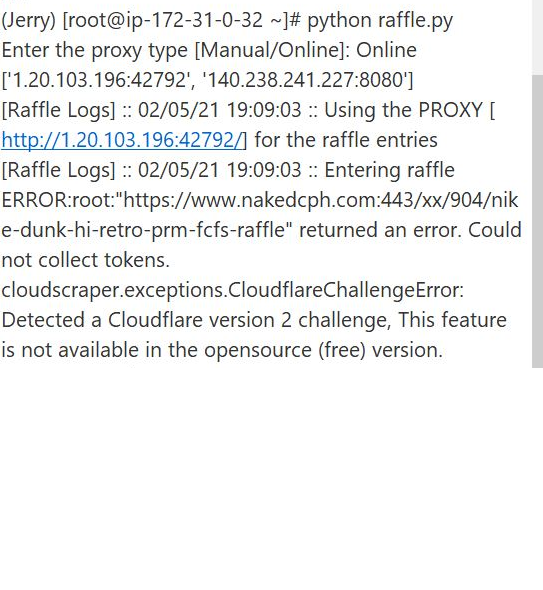 (Jerry) [root@ip-172-31-0-32 ~]# python raffle.py
Enter the proxy type [Manual/Online]: Online
['1.20.103.196:42792', '140.238.241.227:8080']
[Raffle Logs] :: 02/05/21 19:09:03 :: Using the PROXY [
http://1.20.103.196:42792/] for the raffle entries
[Raffle Logs] :: 02/05/21 19:09:03 :: Entering raffle
ERROR:root:"https://www.nakedcph.com:443/xx/904/nik
e-dunk-hi-retro-prm-fcfs-raffle" returned an error. Could
not collect tokens.
cloudscraper.exceptions.CloudflareChallengeError:
Detected a Cloudflare version 2 challenge, This feature
is not available in the opensource (free) version.